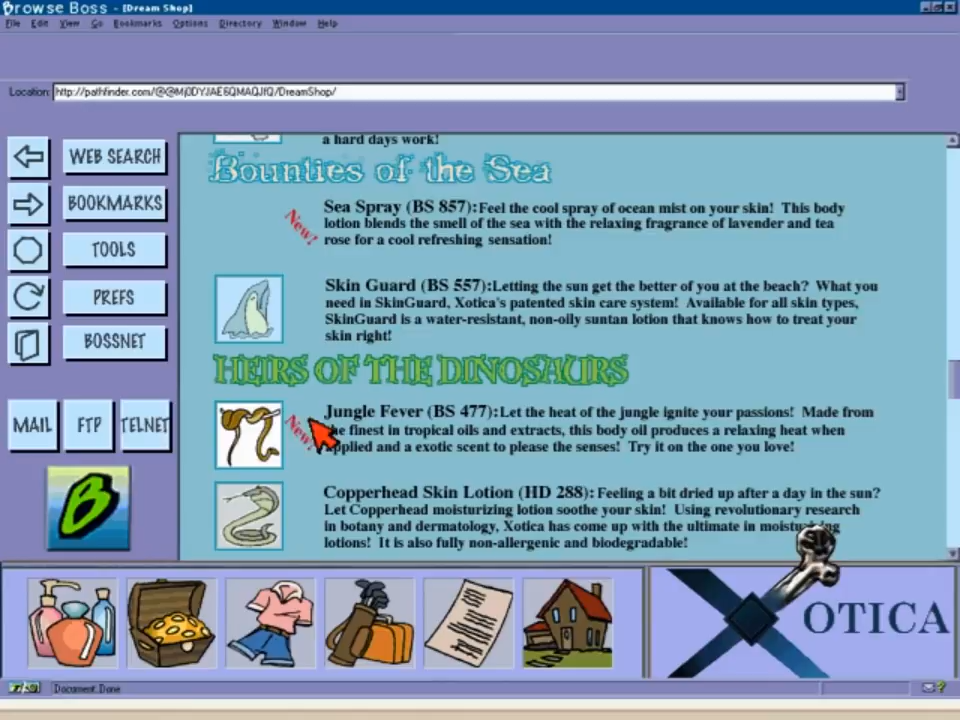 Browse Boss - [Dream Shop]
File Edit View Go Bookmarks Options Directory Window Help
Location: http://pathfinder.com/@@Mj0DYJAE6QMAQJfQ/DreamShop/
WEB SEARCH
BOOKMARKS
TOOLS
PREFS
BOSSNET
MAIL FTP TELNET
B
a hard days work!
Bounties of the Sea
New!
Sea Spray (BS 857):Feel the cool spray of ocean mist on your skin! This body
lotion blends the smell of the sea with the relaxing fragrance of lavender and tea
rose for a cool refreshing sensation!
Skin Guard (BS 557):Letting the sun get the better of you at the beach? What you
need in SkinGuard, Xotica's patented skin care system! Available for all skin types,
SkinGuard is a water-resistant, non-oily suntan lotion that knows how to treat your
skin right!
HEIRS OF THE DINOSAURS
New!
Jungle Fever (BS 477):Let the heat of the jungle ignite your passions! Made from
the finest in tropical oils and extracts, this body oil produces a relaxing heat when
applied and a exotic scent to please the senses! Try it on the one you love!
Copperhead Skin Lotion (HD 288):Feeling a bit dried up after a day in the sun?
Let Copperhead moisturizing lotion soothe your skin! Using revolutionary research
in botany and dermatology, Xotica has come up with the ultimate in moisturizing
lotions! It is also fully non-allergenic and biodegradable!
XOTICA
Document: Done